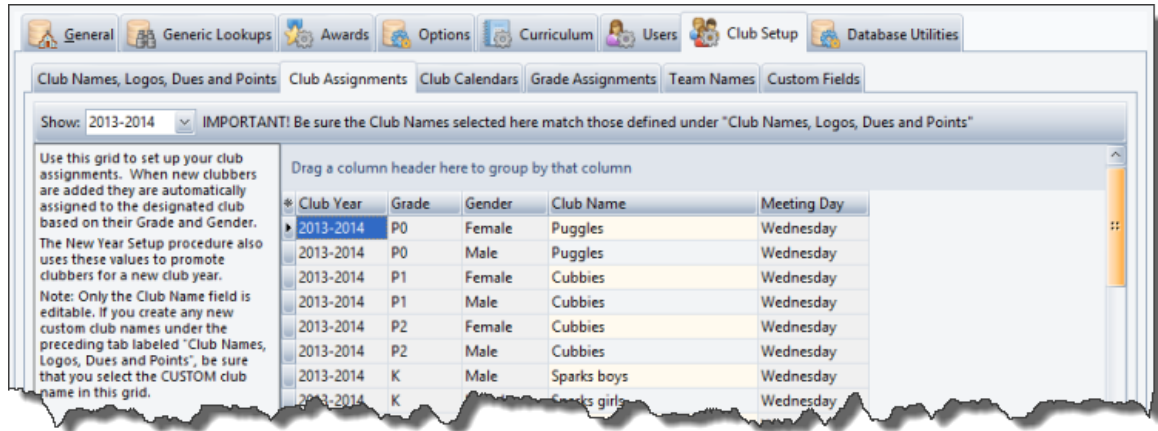 General Generic Lookups Awards Options Curriculum Users Club Setup Database Utilities
Club Names, Logos, Dues and Points Club Assignments Club Calendars Grade Assignments Team Names Custom Fields
Show: 2013-2014 IMPORTANT! Be sure the Club Names selected here match those defined under "Club Names, Logos, Dues and Points"
Use this grid to set up your club
assignments. When new clubbers
are added they are automatically
assigned to the designated club
based on their Grade and Gender.
The New Year Setup procedure also
uses these values to promote
clubbers for a new club year.
Note: Only the Club Name field is
editable. If you create any new
custom club names under the
preceding tab labeled "Club Names,
Logos, Dues and Points", be sure
that you select the CUSTOM club
name in this grid.
Drag a column header here to group by that column
Club Year Grade Gender Club Name Meeting Day
2013-2014 P0 Female Puggles Wednesday
2013-2014 P0 Male Puggles Wednesday
2013-2014 P1 Female Cubbies Wednesday
2013-2014 P1 Male Cubbies Wednesday
2013-2014 P2 Female Cubbies Wednesday
2013-2014 P2 Male Cubbies Wednesday
2013-2014 K Male Sparks boys Wednesday
2013-2014 K Sparks girls Wednesday